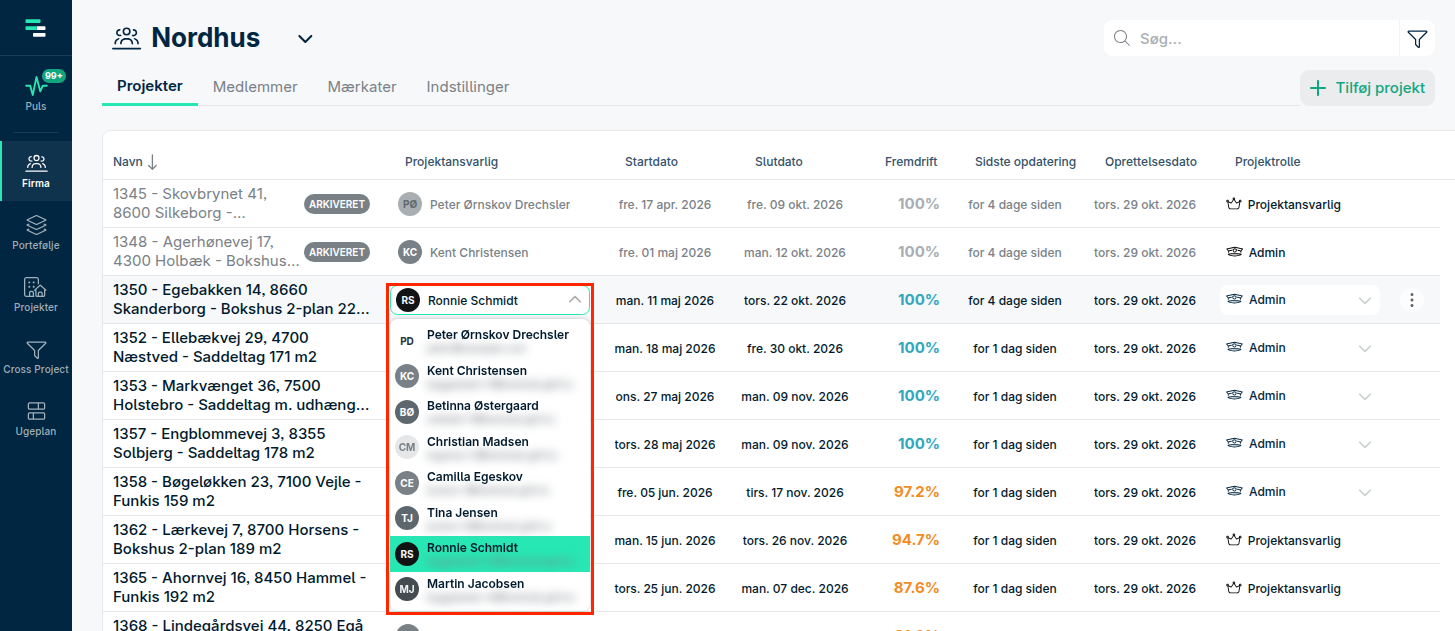 Nordhus
Søg...
99+
Puls
Firma
Portefølje
Projekter
Cross Project
Ugeplan
Projekter Medlemmer Mærkater Indstillinger
Tilføj projekt
Navn Projektansvarlig Startdato Slutdato Fremdrift Sidste opdatering Oprettelsesdato Projektrolle
1345 - Skovbrynet 41,
8600 Silkeborg -...
ARKIVERET PØ Peter Ørnskov Drechsler fre. 17 apr. 2026 fre. 09 okt. 2026 100% for 4 dage siden tors. 29 okt. 2026 Projektansvarlig
1348 - Agerhønevej 17,
4300 Holbæk - Bokshus...
ARKIVERET KC Kent Christensen fre. 01 maj 2026 man. 12 okt. 2026 100% for 4 dage siden tors. 29 okt. 2026 Admin
1350 - Egebakken 14, 8660
Skanderborg - Bokshus 2-plan 22...
RS Ronnie Schmidt man. 11 maj 2026 tors. 22 okt. 2026 100% for 4 dage siden tors. 29 okt. 2026 Admin
1352 - Ellebækvej 29, 4700
Næstved - Saddeltag 171 m2
man. 18 maj 2026 fre. 30 okt. 2026 100% for 1 dag siden tors. 29 okt. 2026 Admin
1353 - Markvænget 36, 7500
Holstebro - Saddeltag m. udhæng...
ons. 27 maj 2026 man. 09 nov. 2026 100% for 1 dag siden tors. 29 okt. 2026 Admin
1357 - Engblommevej 3, 8355
Solbjerg - Saddeltag 178 m2
tors. 28 maj 2026 man. 09 nov. 2026 100% for 1 dag siden tors. 29 okt. 2026 Admin
1358 - Bøgeløkken 23, 7100 Vejle -
Funkis 159 m2
fre. 05 jun. 2026 tirs. 17 nov. 2026 97.2% for 1 dag siden tors. 29 okt. 2026 Admin
1362 - Lærkevej 7, 8700 Horsens -
Bokshus 2-plan 189 m2
man. 15 jun. 2026 tors. 26 nov. 2026 94.7% for 1 dag siden tors. 29 okt. 2026 Projektansvarlig
1365 - Ahornvej 16, 8450 Hammel -
Funkis 192 m2
tors. 25 jun. 2026 man. 07 dec. 2026 87.6% for 1 dag siden tors. 29 okt. 2026 Projektansvarlig
1368 - Lindegårdsvej 44, 8250 Egå
PD Peter Ørnskov Drechsler
KC Kent Christensen
BØ Betinna Østergaard
CM Christian Madsen
CE Camilla Egeskov
TJ Tina Jensen
RS Ronnie Schmidt
MJ Martin Jacobsen